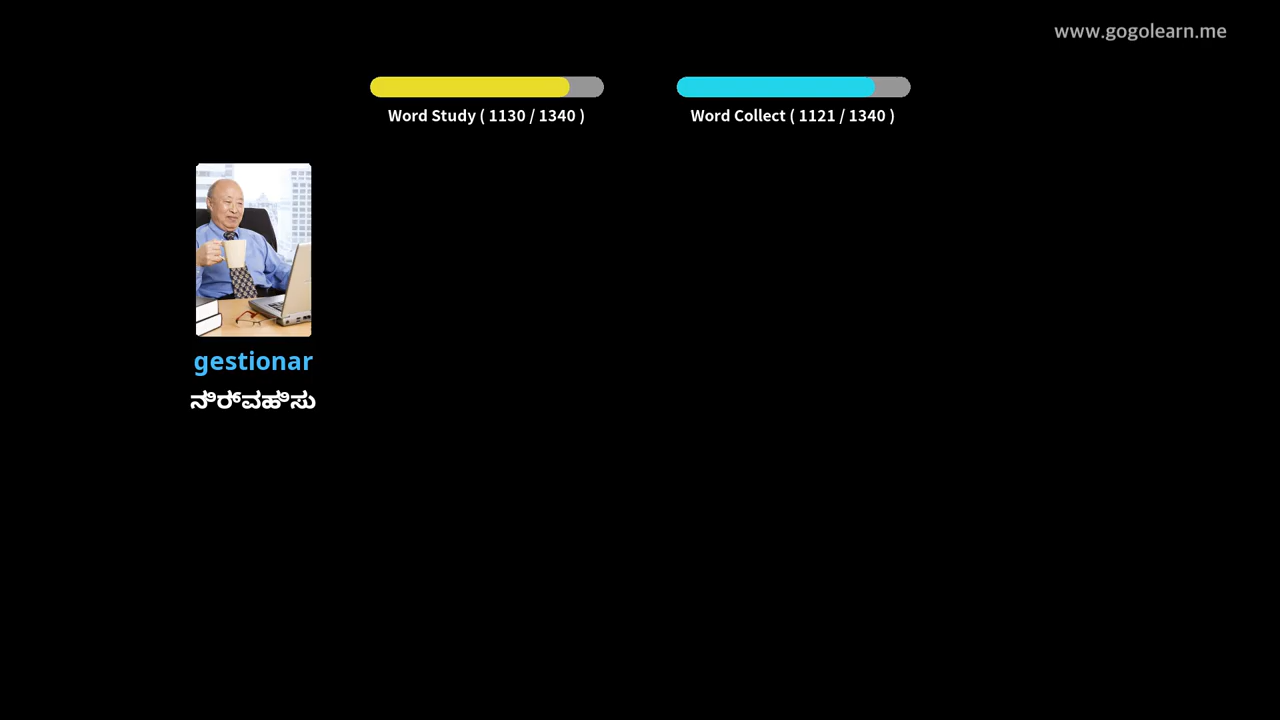 www.gogolearn.me
Word Study ( 1130 / 1340 )
Word Collect ( 1121 / 1340 )
gestionar
ನಿರ್ವಹಿಸು